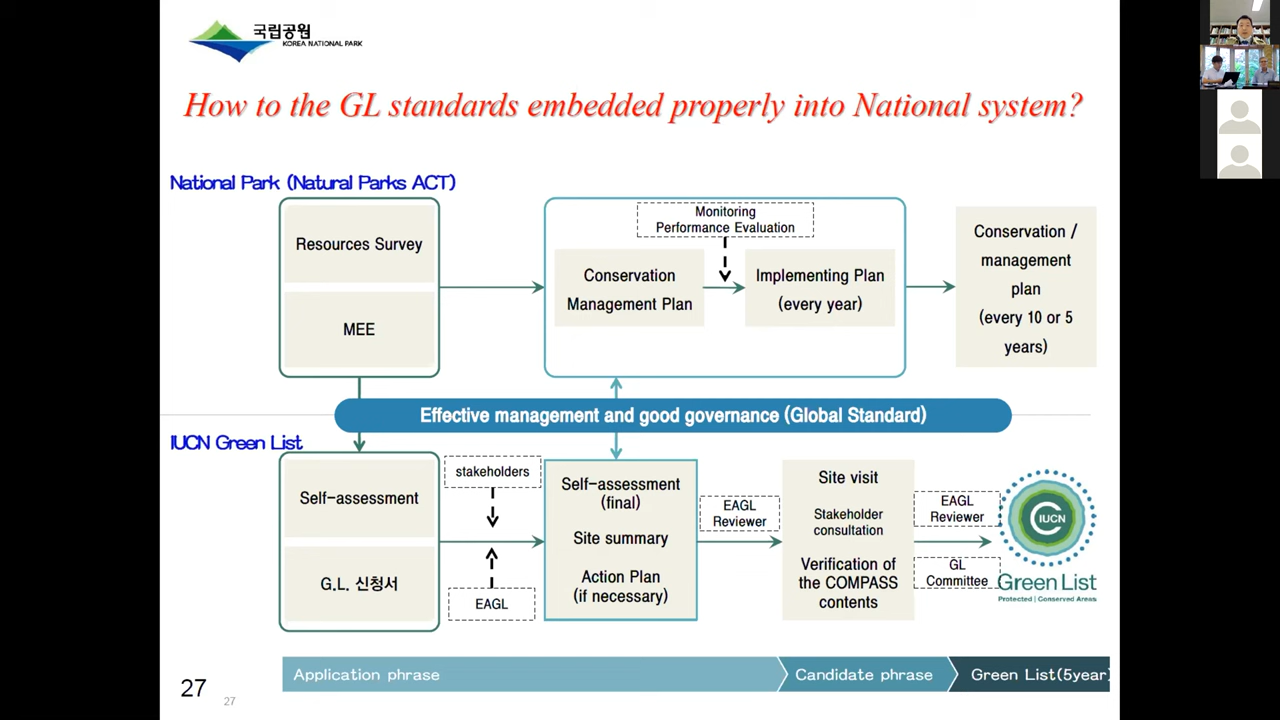 국립공원
KOREA NATIONAL PARK
How to the GL standards embedded properly into National system?
National Park (Natural Parks ACT)
Resources Survey
MEE
Monitoring
Performance Evaluation
Conservation
Management Plan
Implementing Plan
(every year)
Conservation /
management
plan
(every 10 or 5
years)
Effective management and good governance (Global Standard)
IUCN Green List
Self-assessment
G.L. 신청서
stakeholders
EAGL
Self-assessment
(final)
Site summary
Action Plan
(if necessary)
EAGL
Reviewer
Site visit
Stakeholder
consultation
Verification of
the COMPASS
contents
EAGL
Reviewer
GL
Committee
IUCN
Green List
Protected | Conserved Areas
Application phrase
Candidate phrase
Green List(5year)
27
27